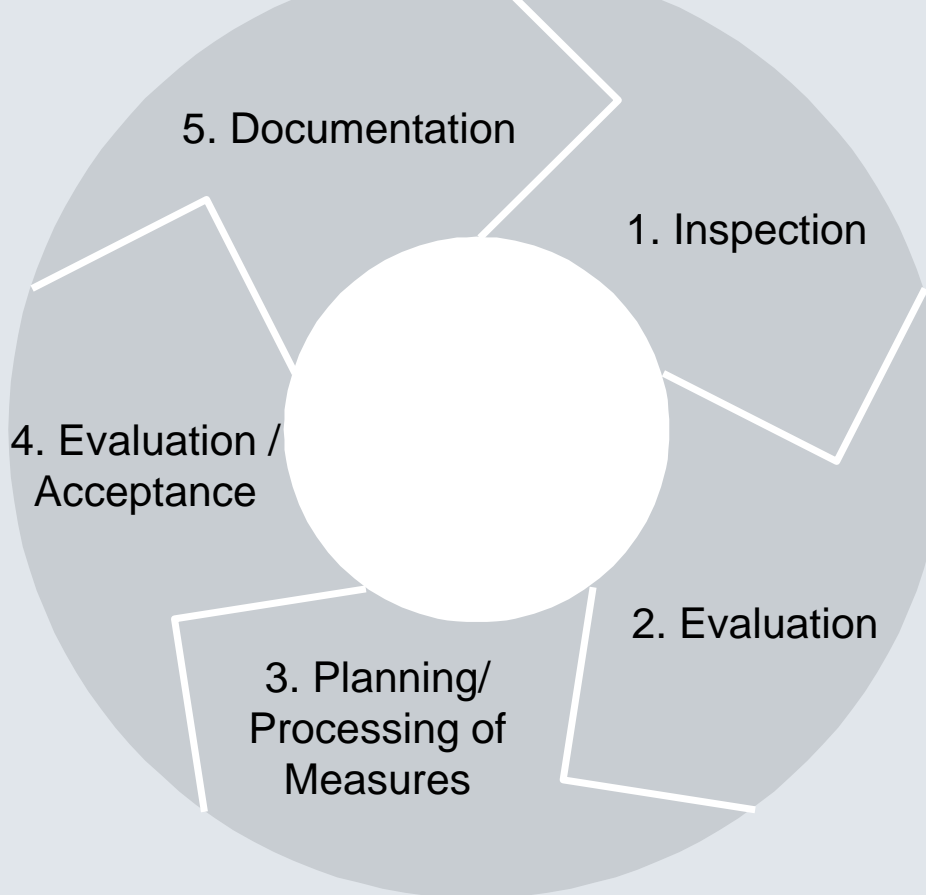 5. Documentation
1. Inspection
4. Evaluation /
Acceptance
2. Evaluation
3. Planning/
Processing of
Measures